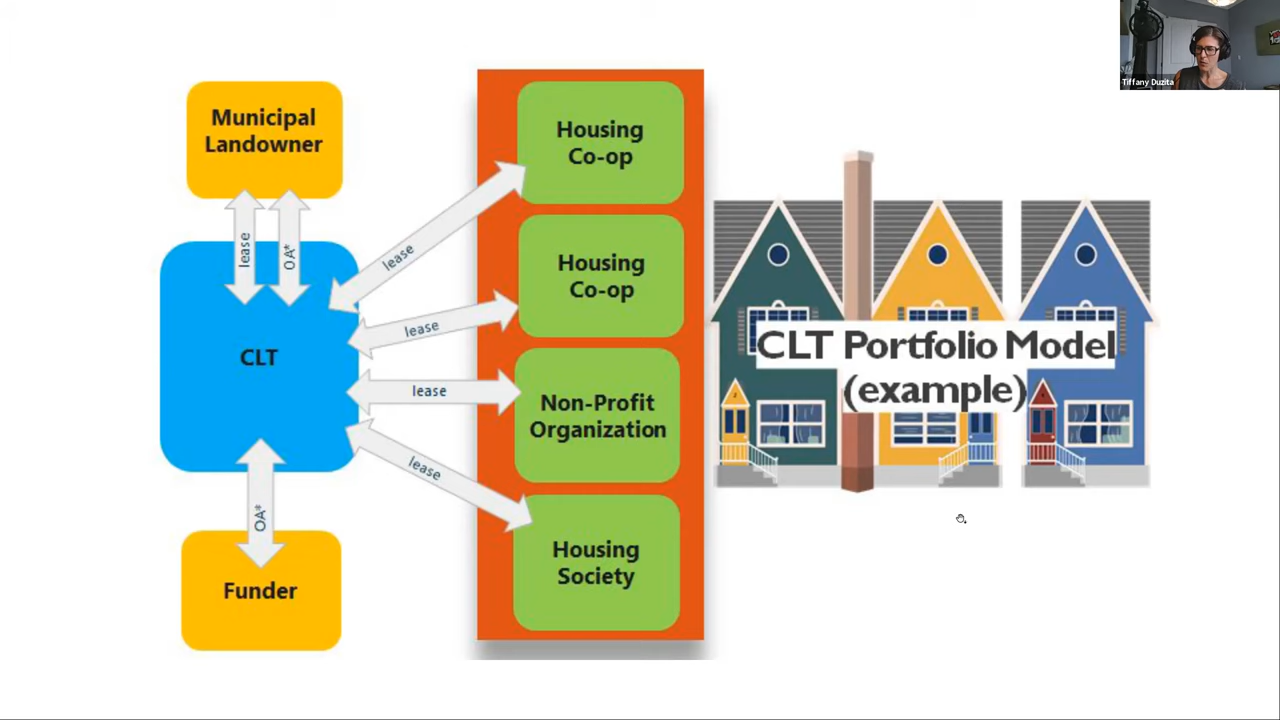 Tiffany Duzita
Municipal
Landowner
lease
OA*
CLT
OA*
Funder
lease
lease
lease
lease
Housing
Co-op
Housing
Co-op
Non-Profit
Organization
Housing
Society
CLT Portfolio Model
(example)